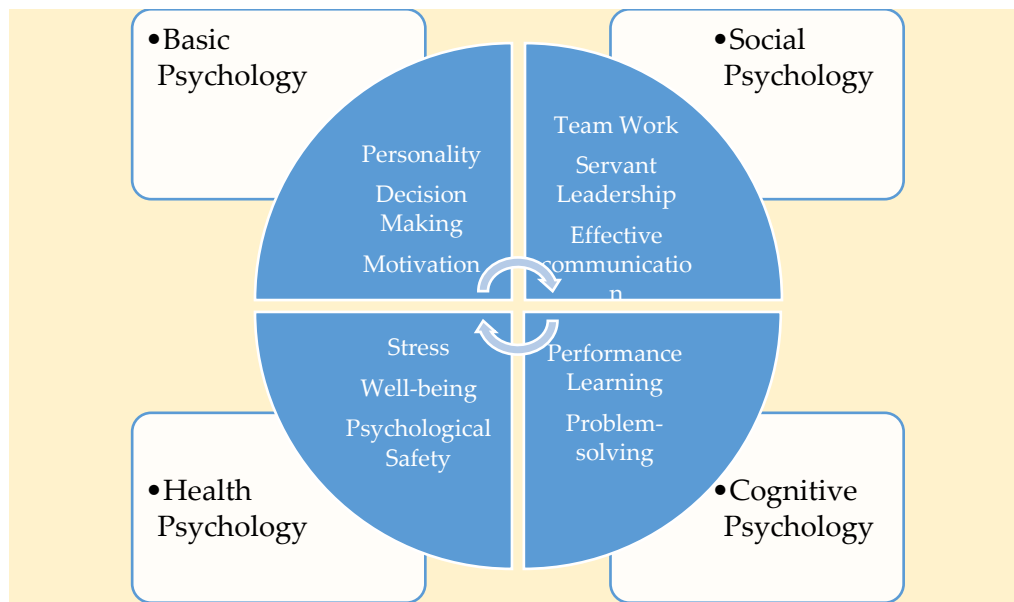 •Basic
Psychology
•Social
Psychology
Personality
Decision
Making
Motivation
Team Work
Servant
Leadership
Effective
communicatio
n
Stress
Well-being
Psychological
Safety
Performance
Learning
Problem-
solving
•Health
Psychology
•Cognitive
Psychology